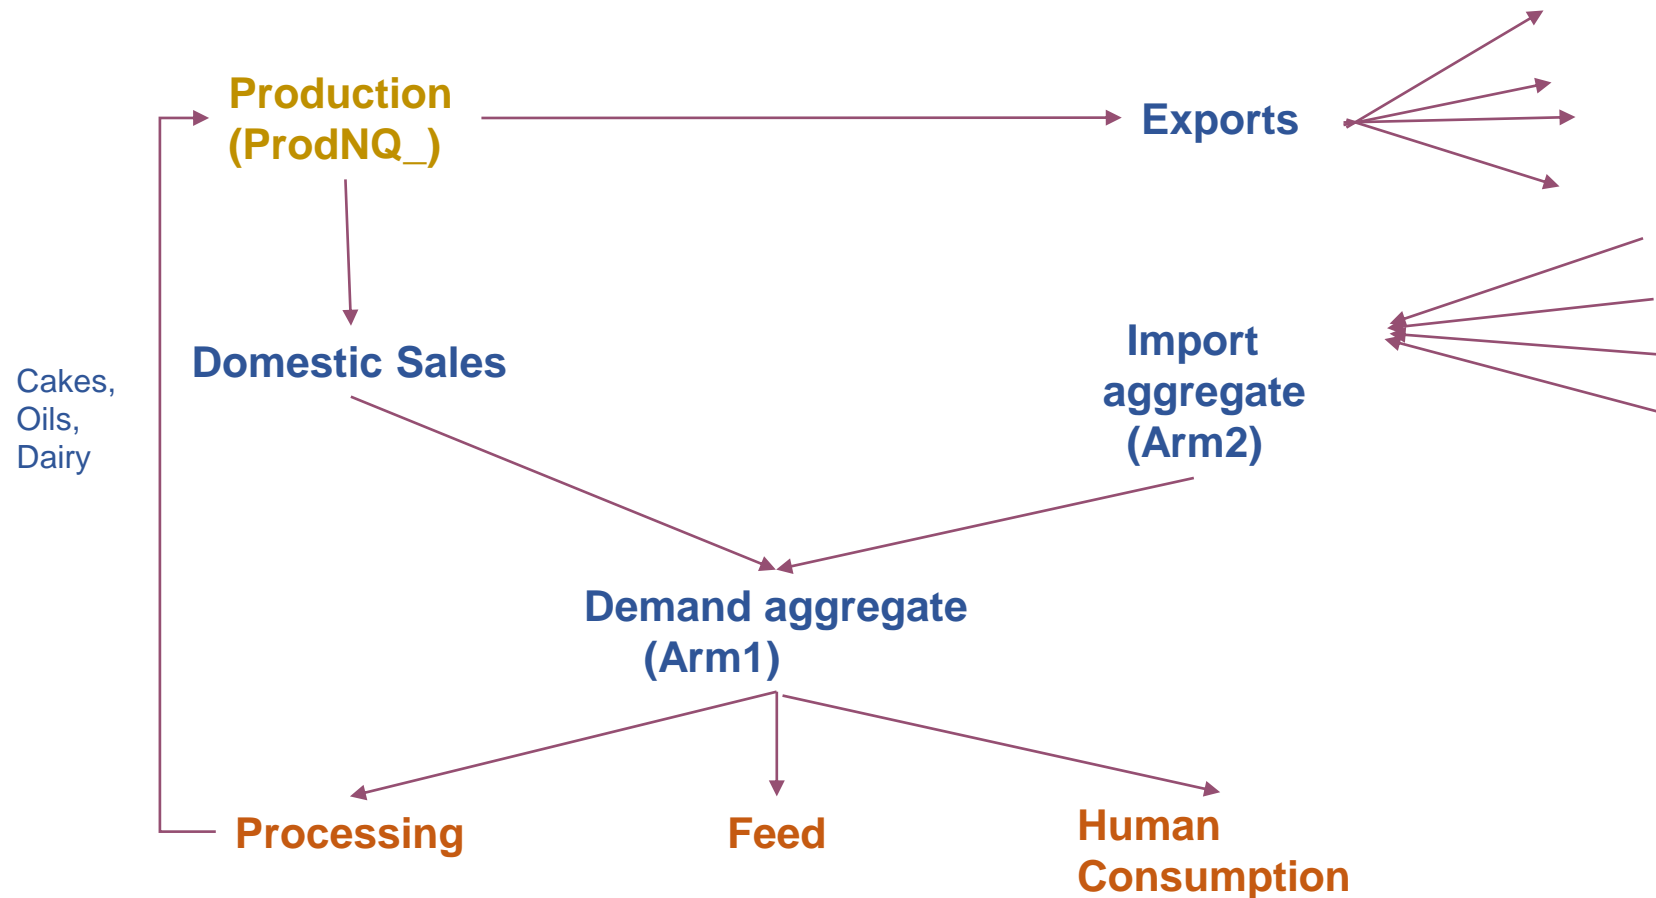 Production
(ProdNQ_)
Exports
Domestic Sales
Import
aggregate
(Arm2)
Cakes,
Oils,
Dairy
Demand aggregate
(Arm1)
Processing
Feed
Human
Consumption